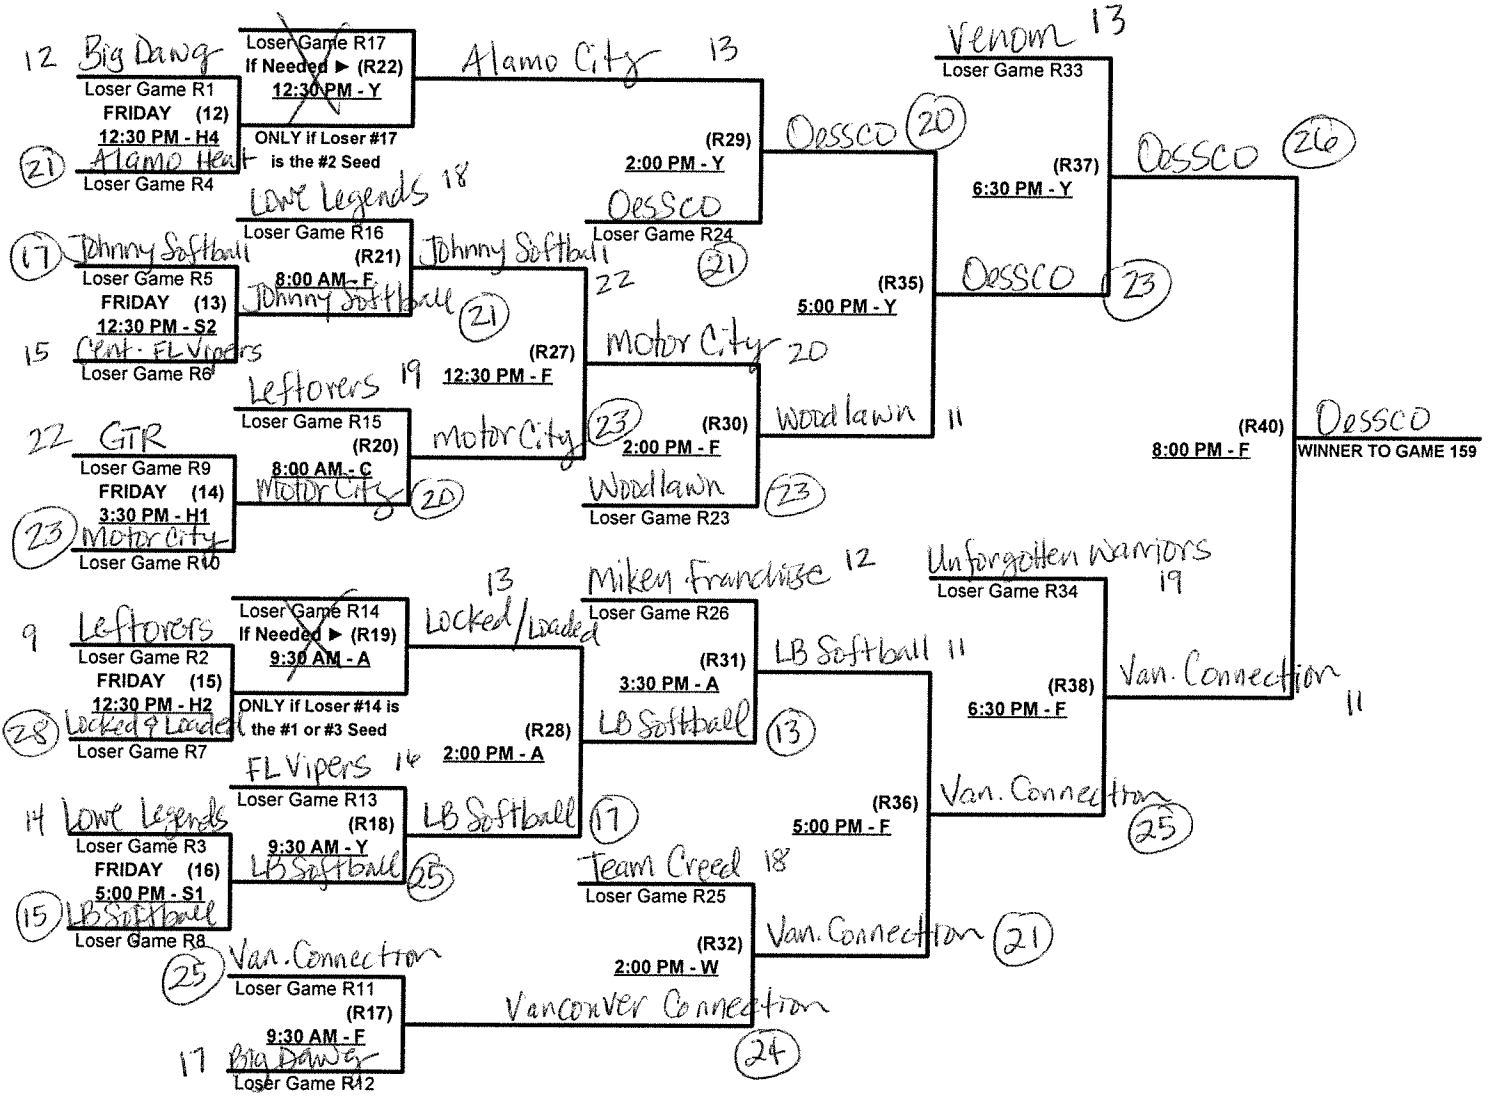 12 Big Dawg
Loser Game R1
FRIDAY (12)
12:30 PM - H4
21 Alamo Heat
Loser Game R4
Loser Game R17
If Needed ► (R22)
12:30 PM - Y
ONLY if Loser #17
is the #2 Seed
Alamo City 13
(R29)
2:00 PM - Y
Oessco
Loser Game R24
21
Lowe Legends 18
Loser Game R16
(R21)
8:00 AM - F
Johnny Softball
21
17 Johnny Softball
Loser Game R5
FRIDAY (13)
12:30 PM - S2
15 Cent. FL Vipers
Loser Game R6
Johnny Softball
22
(R27)
12:30 PM - F
Leftovers 19
Loser Game R15
(R20)
8:00 AM - C
Motor City 20
22 GTR
Loser Game R9
FRIDAY (14)
3:30 PM - H1
23 Motor City
Loser Game R10
Motor City 23
Motor City 20
(R30)
2:00 PM - F
Woodlawn 23
Loser Game R23
Oessco 20
(R35)
5:00 PM - Y
Woodlawn 11
Venom 13
Loser Game R33
(R37)
6:30 PM - Y
Oessco 23
Oessco 26
(R40)
8:00 PM - F
Oessco
WINNER TO GAME 159
9 Leftovers
Loser Game R2
FRIDAY (15)
12:30 PM - H2
28 Locked & Loaded
Loser Game R7
Loser Game R14
If Needed ► (R19)
9:30 AM - A
ONLY if Loser #14 is
the #1 or #3 Seed
13
Locked/Loaded
(R28)
2:00 PM - A
FL Vipers 16
Loser Game R13
(R18)
9:30 AM - Y
LB Softball 25
14 Lowe Legends
Loser Game R3
FRIDAY (16)
5:00 PM - S1
15 LB Softball
Loser Game R8
LB Softball 17
Miken Franchise 12
Loser Game R26
(R31)
3:30 PM - A
LB Softball 13
LB Softball 11
(R36)
5:00 PM - F
Team Creed 18
Loser Game R25
(R32)
2:00 PM - W
Vancouver Connection
24
Van. Connection
25
Loser Game R11
(R17)
9:30 AM - F
17 Big Dawg
Loser Game R12
Van. Connection 21
Unforgotten Warriors
19
Loser Game R34
(R38)
6:30 PM - F
Van. Connection
25
Van. Connection
11